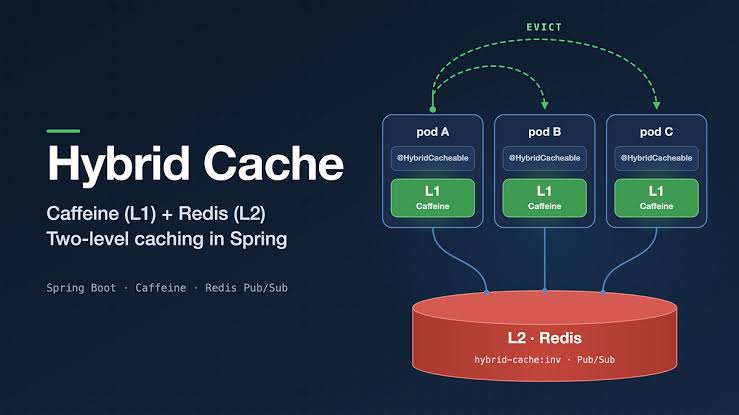 Hybrid Cache
Caffeine (L1) + Redis (L2)
Two-level caching in Spring
Spring Boot · Caffeine · Redis Pub/Sub
EVICT
pod A
@HybridCacheable
L1
Caffeine
pod B
@HybridCacheable
L1
Caffeine
pod C
@HybridCacheable
L1
Caffeine
L2 · Redis
hybrid-cache:inv · Pub/Sub